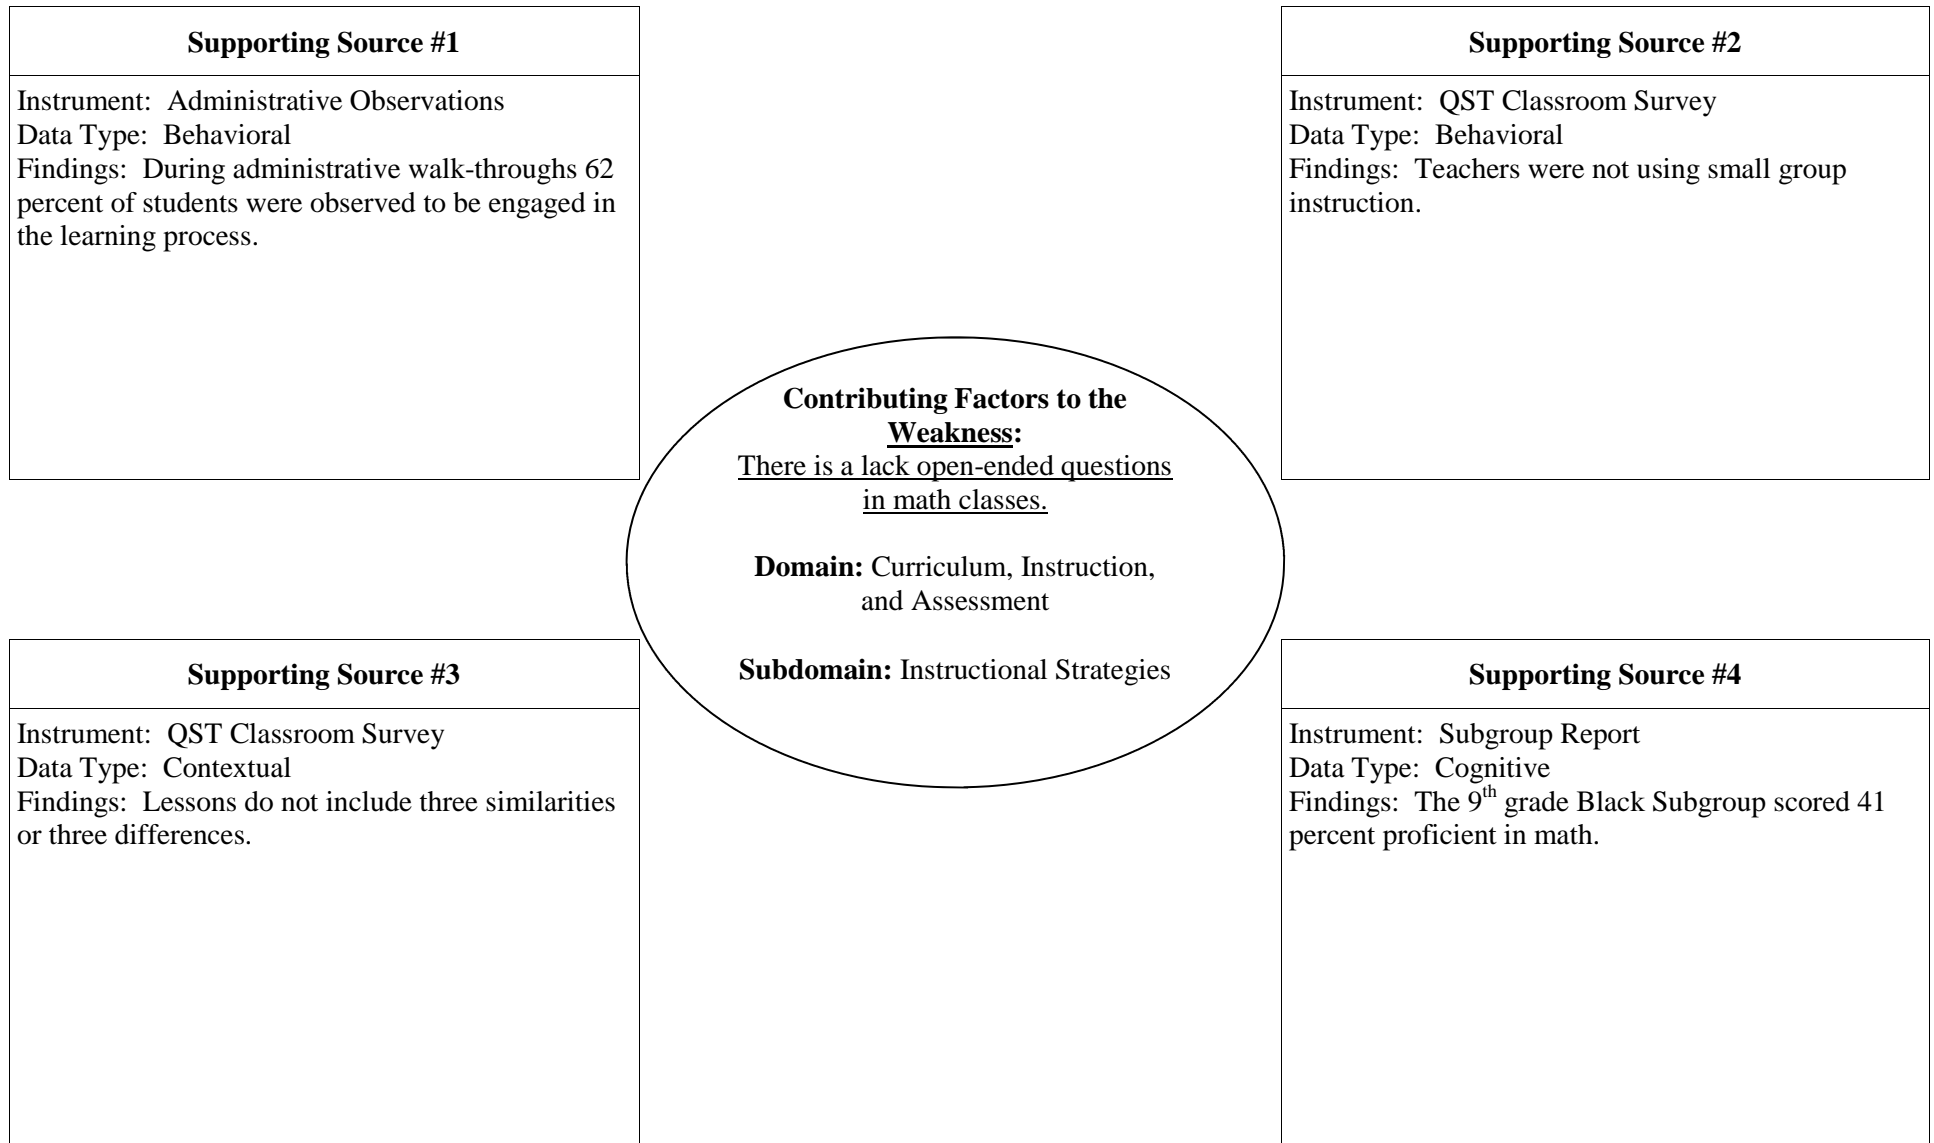 Supporting Source #1
Instrument:  Administrative Observations
Data Type:  Behavioral
Findings:  During administrative walk-throughs 62
percent of students were observed to be engaged in
the learning process.
Supporting Source #2
Instrument:  QST Classroom Survey
Data Type:  Behavioral
Findings:  Teachers were not using small group
instruction.
Contributing Factors to the
Weakness:
There is a lack open-ended questions
in math classes.
Domain: Curriculum, Instruction,
and Assessment
Subdomain: Instructional Strategies
Supporting Source #3
Instrument:  QST Classroom Survey
Data Type:  Contextual
Findings:  Lessons do not include three similarities
or three differences.
Supporting Source #4
Instrument:  Subgroup Report
Data Type:  Cognitive
Findings:  The 9th grade Black Subgroup scored 41
percent proficient in math.